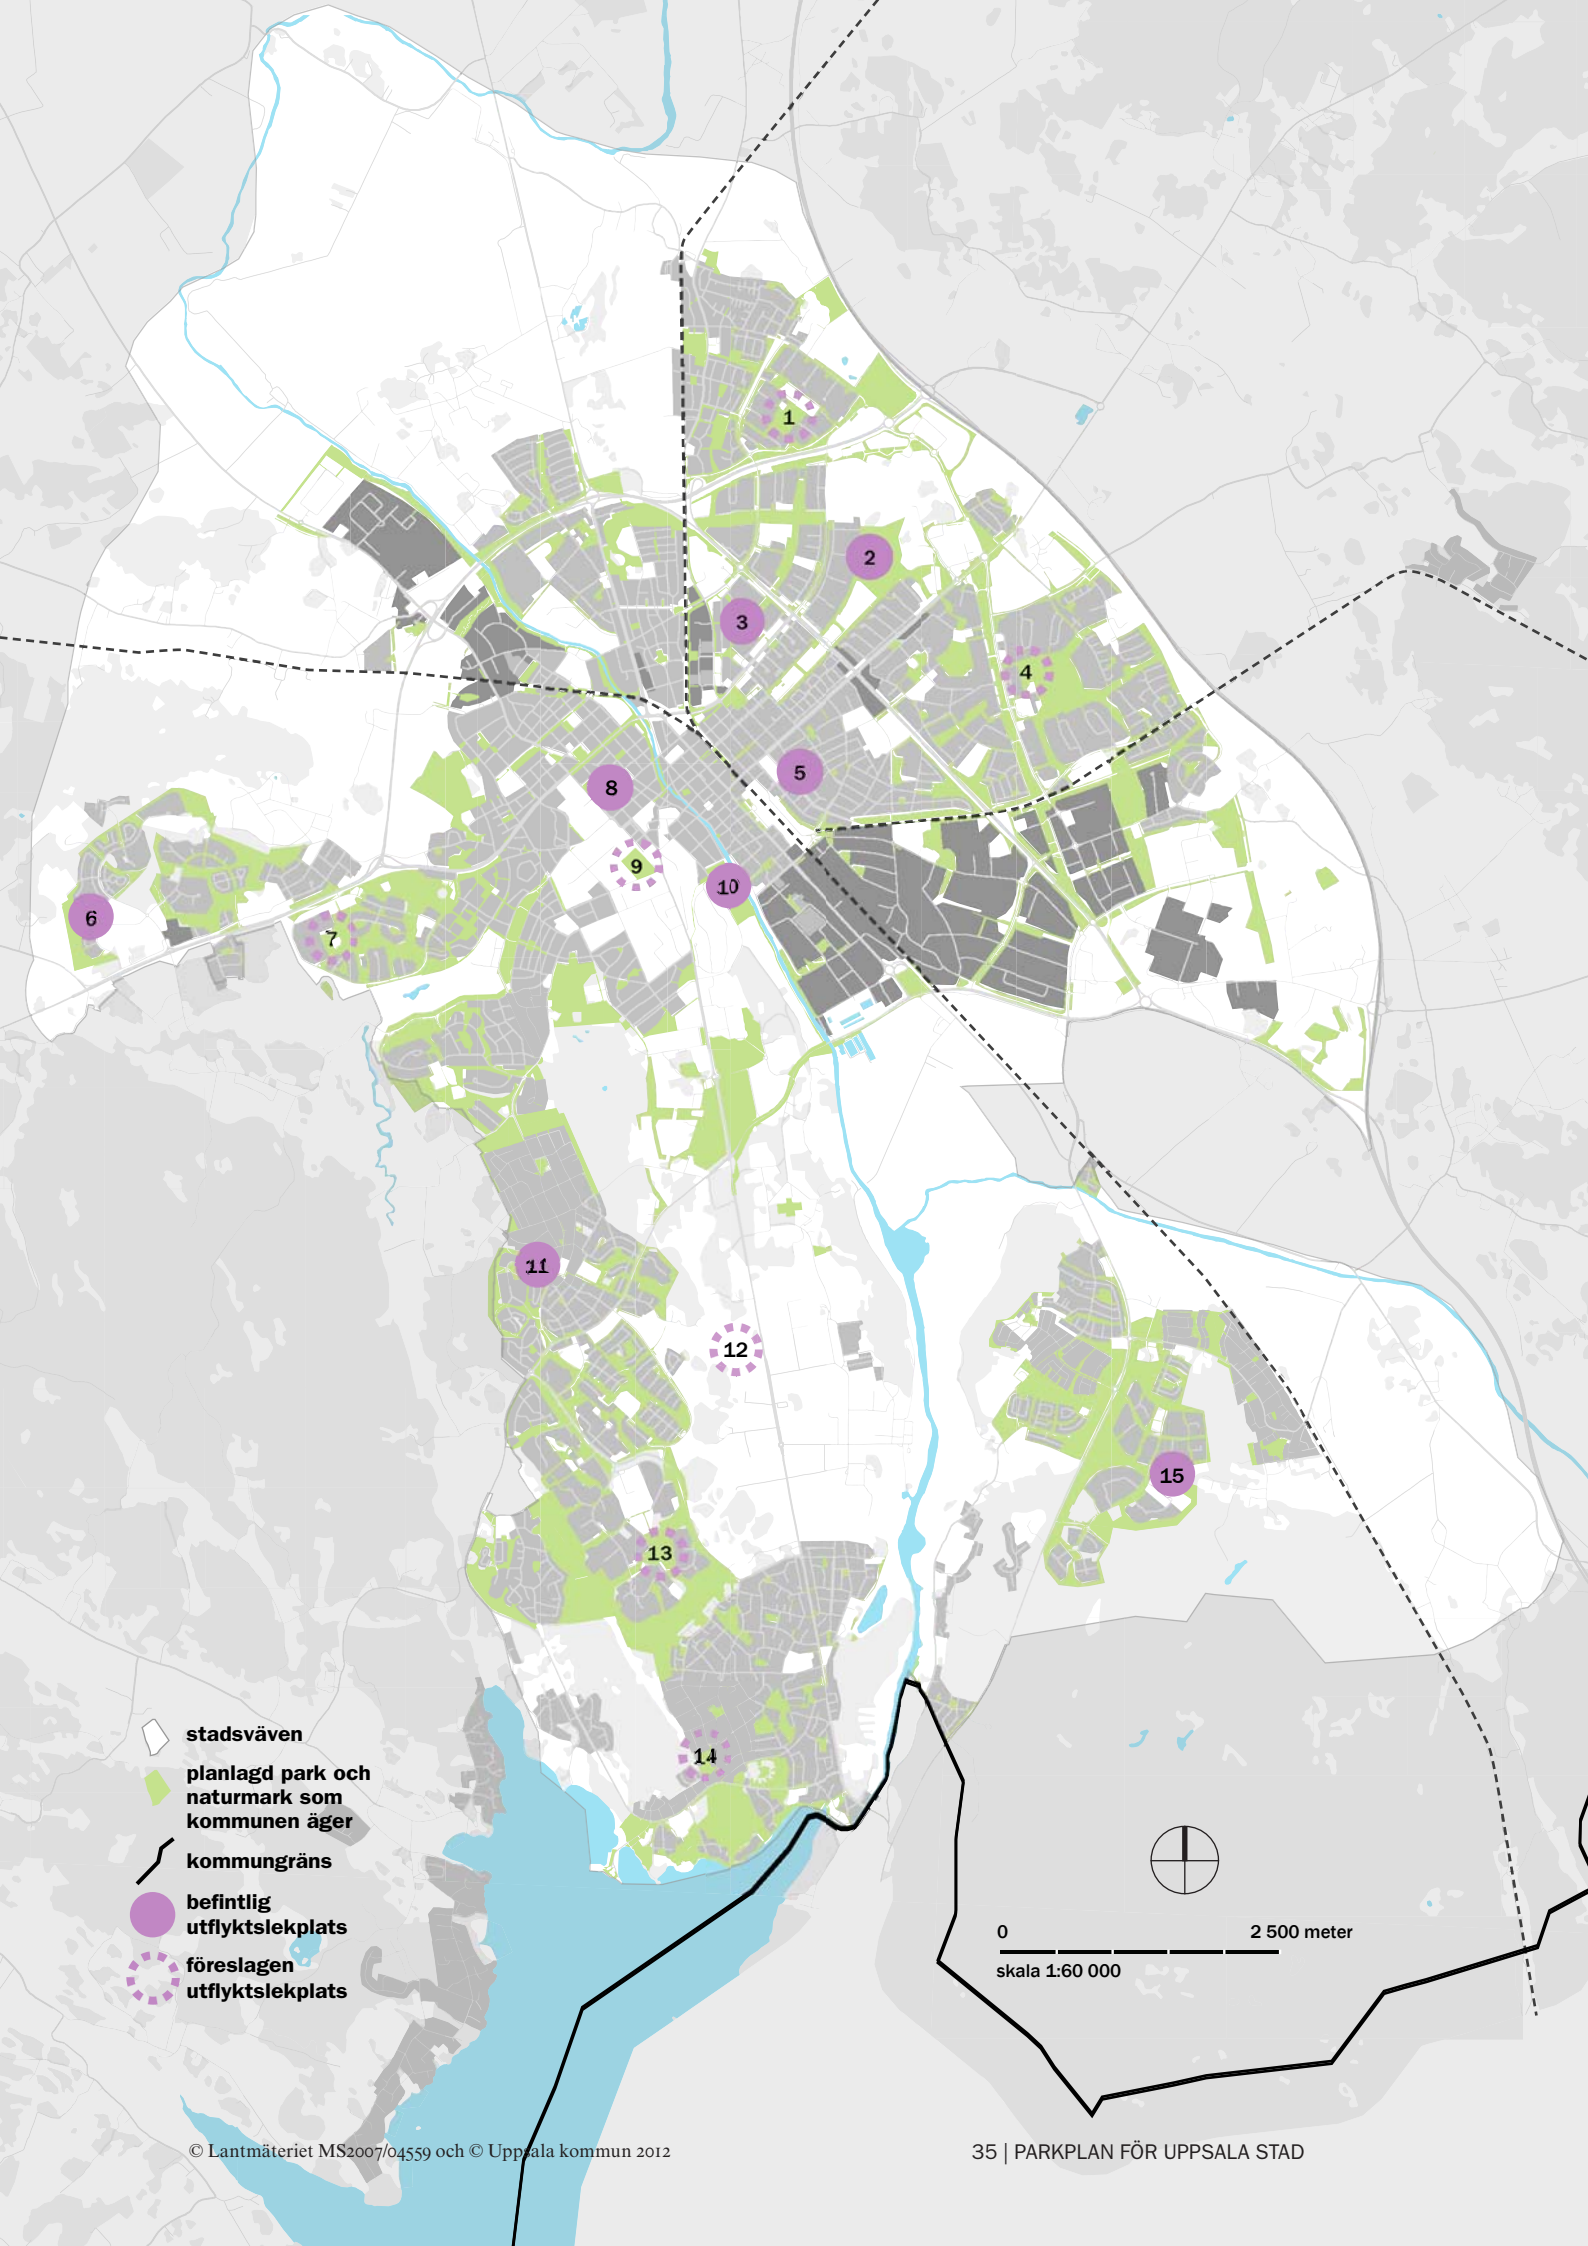 1
2
3
4
5
8
9
10
6
7
11
12
15
13
14
stadsväven
planlagd park och
naturmark som
kommunen äger
kommungräns
befintlig
utflyktslekplats
föreslagen
utflyktslekplats
0 2 500 meter
skala 1:60 000
© Lantmäteriet MS2007/04559 och © Uppsala kommun 2012
35 | PARKPLAN FÖR UPPSALA STAD